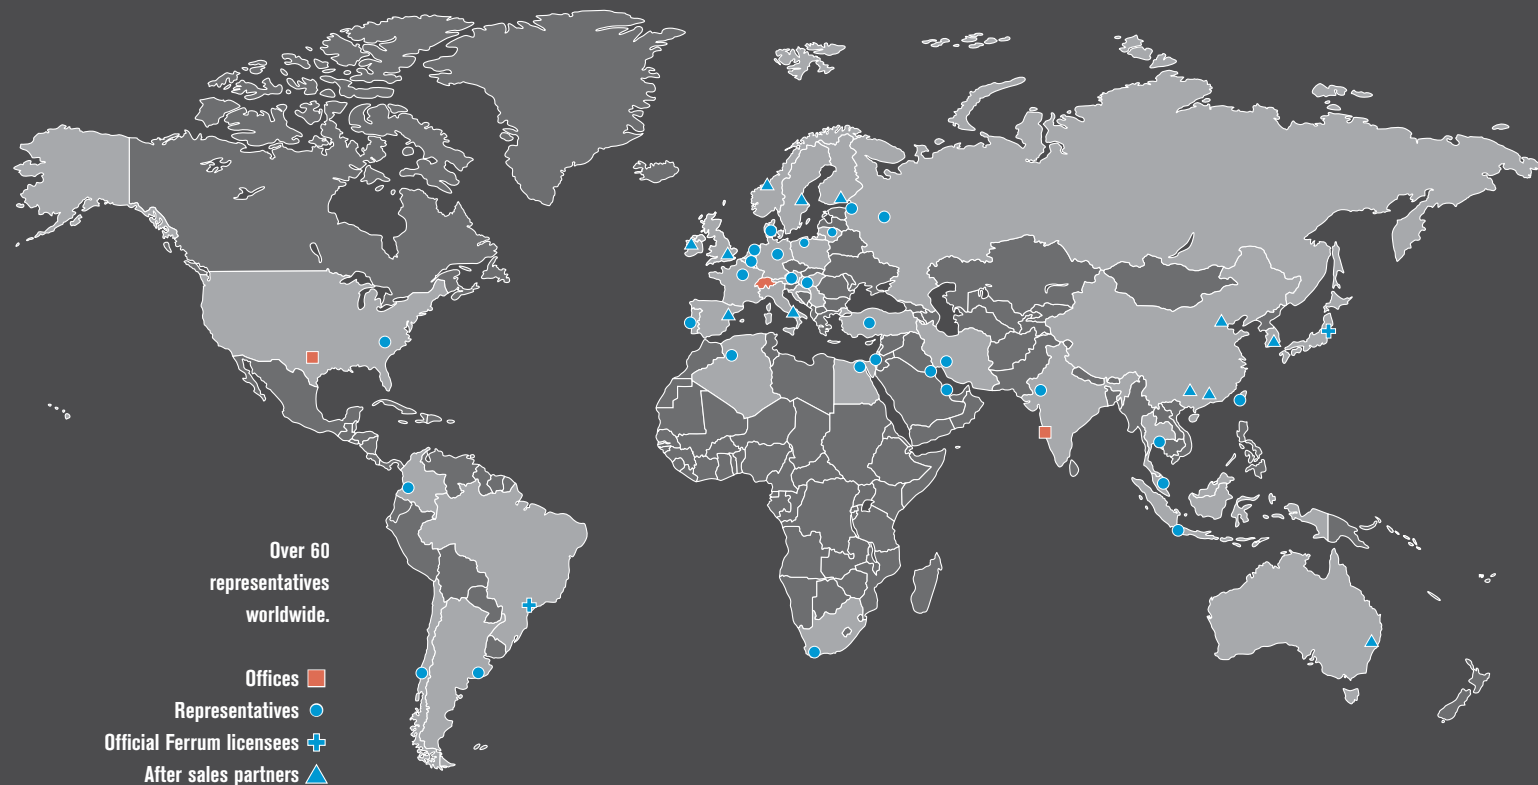 Over 60
representatives
worldwide.
Offices
Representatives
Official Ferrum licensees
After sales partners